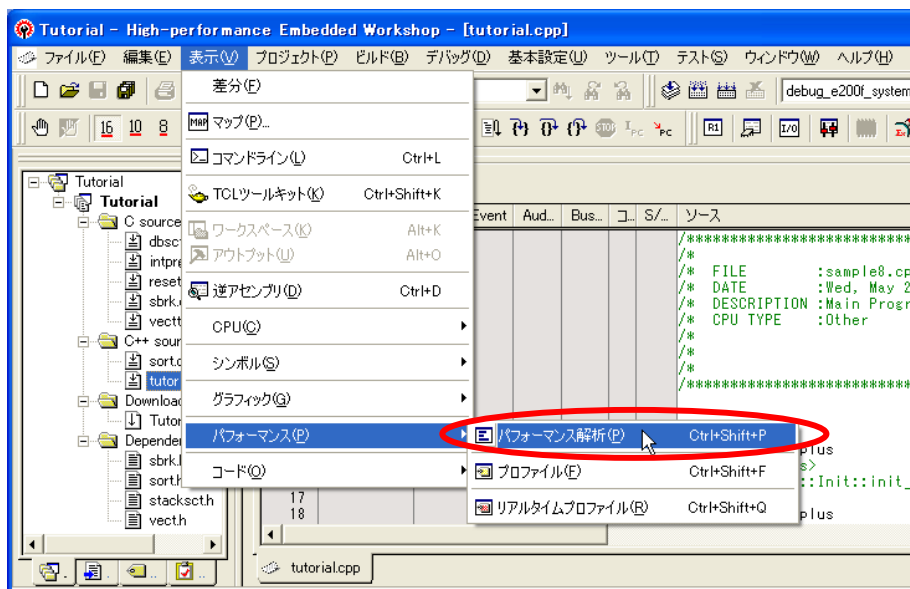 Tutorial - High-performance Embedded Workshop - [tutorial.cpp]
ファイル(F) 編集(E) 表示(V) プロジェクト(P) ビルド(B) デバッグ(D) 基本設定(U) ツール(T) テスト(S) ウィンドウ(W) ヘルプ(H)
debug_e200f_system
16 10 8
差分(F)
マップ(P)...
コマンドライン(L) Ctrl+L
TCLツールキット(K) Ctrl+Shift+K
ワークスペース(K) Alt+K
アウトプット(U) Alt+O
逆アセンブリ(D) Ctrl+D
CPU(C)
シンボル(S)
グラフィック(G)
パフォーマンス(P)
コード(O)
パフォーマンス解析(P) Ctrl+Shift+P
プロファイル(F) Ctrl+Shift+F
リアルタイムプロファイル(R) Ctrl+Shift+Q
Tutorial
Tutorial
C source
dbsct
intpr
reset
sbrk.
vectt
C++ sour
sort.c
tutor
Download
Tutor
Depender
sbrk.l
sort.h
stacksct.h
vect.h
Event Aud... Bus... コ... S/... ソース
/**************************
/*
/* FILE :sample8.cp
/* DATE :Wed, May 2
/* DESCRIPTION :Main Progr
/* CPU TYPE :Other
/*
/*
/*
/**************************
plus
s>
::Init::init_
17
18
plus
tutorial.cpp